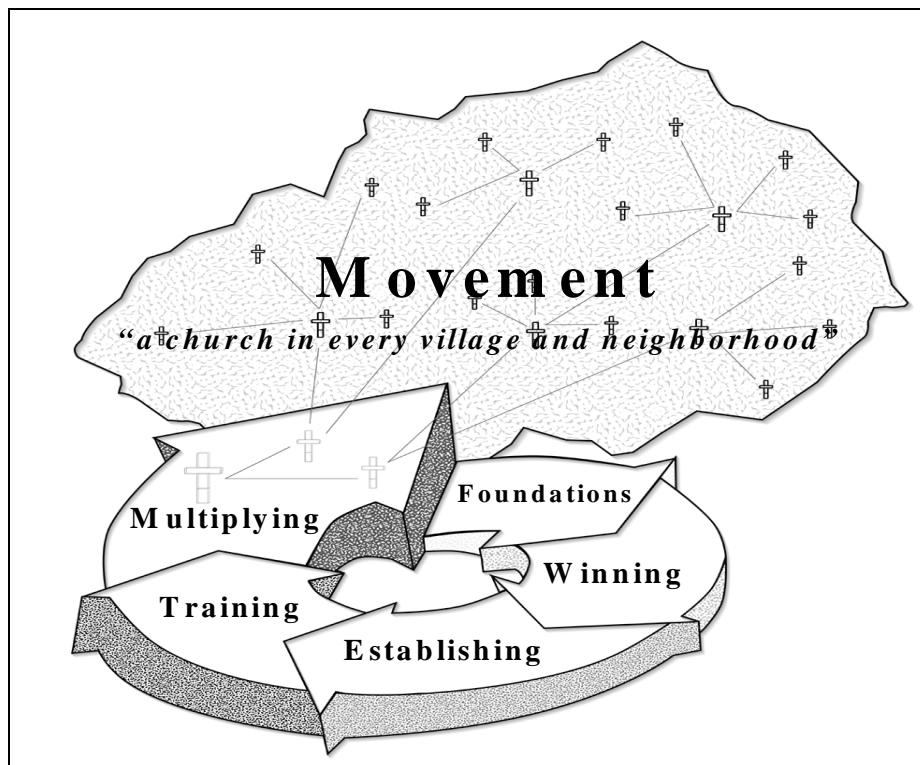 Movement
“a church in every village and neighborhood”
Foundations
Multiplying
Winning
Training
Establishing